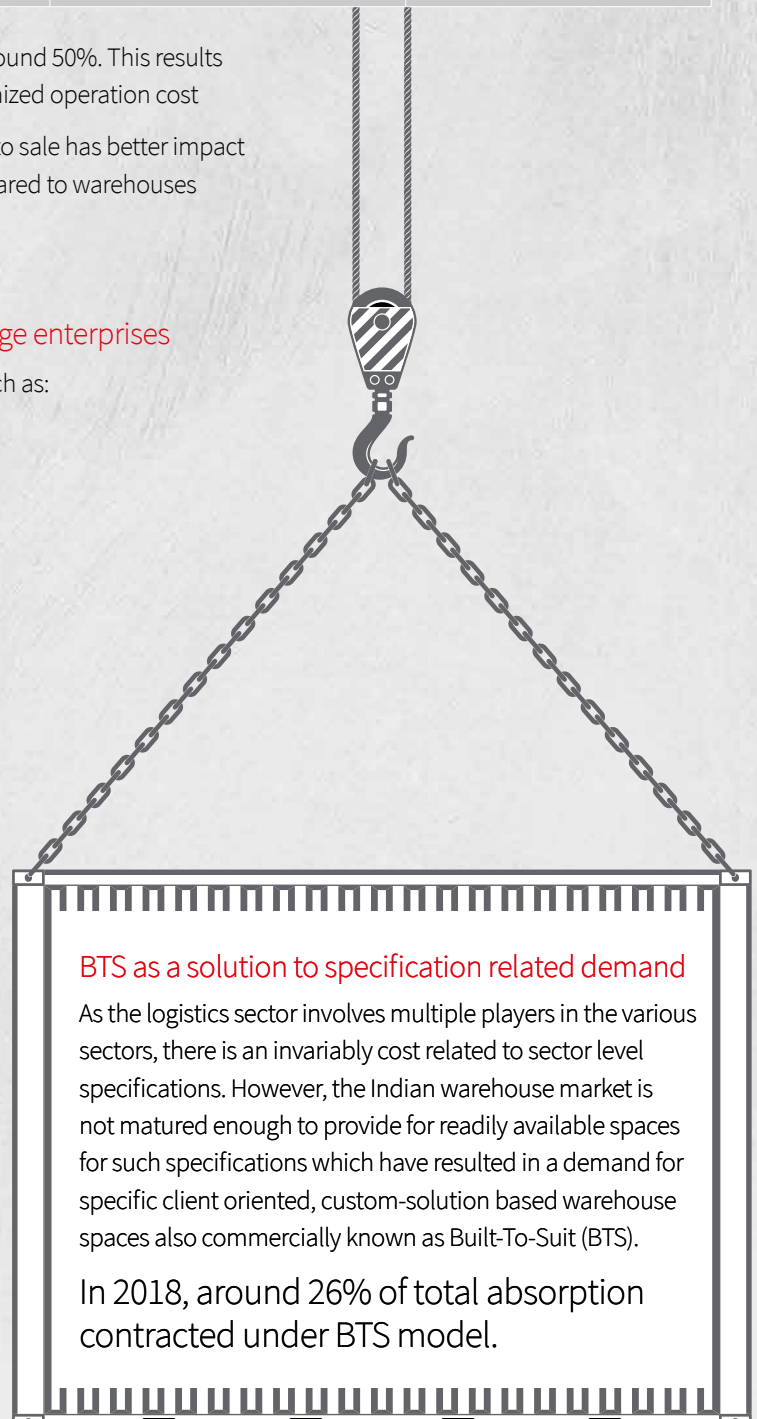 ound 50%. This results
ized operation cost
to sale has better impact
ared to warehouses
ge enterprises
ch as:
BTS as a solution to specification related demand
As the logistics sector involves multiple players in the various
sectors, there is an invariably cost related to sector level
specifications. However, the Indian warehouse market is
not matured enough to provide for readily available spaces
for such specifications which have resulted in a demand for
specific client oriented, custom-solution based warehouse
spaces also commercially known as Built-To-Suit (BTS).
In 2018, around 26% of total absorption
contracted under BTS model.